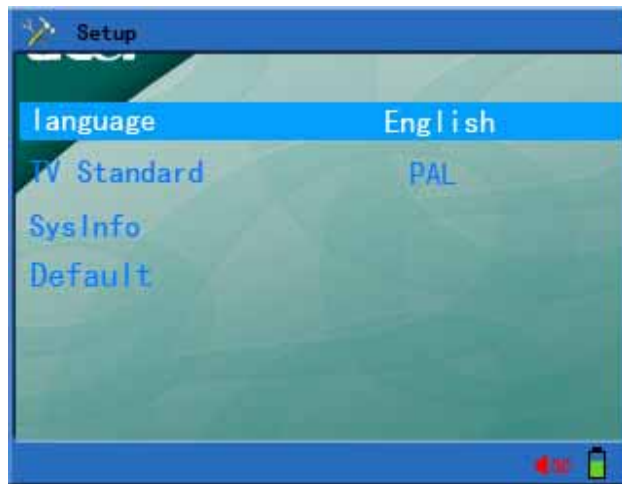 Setup
language English
TV Standard PAL
SysInfo
Default